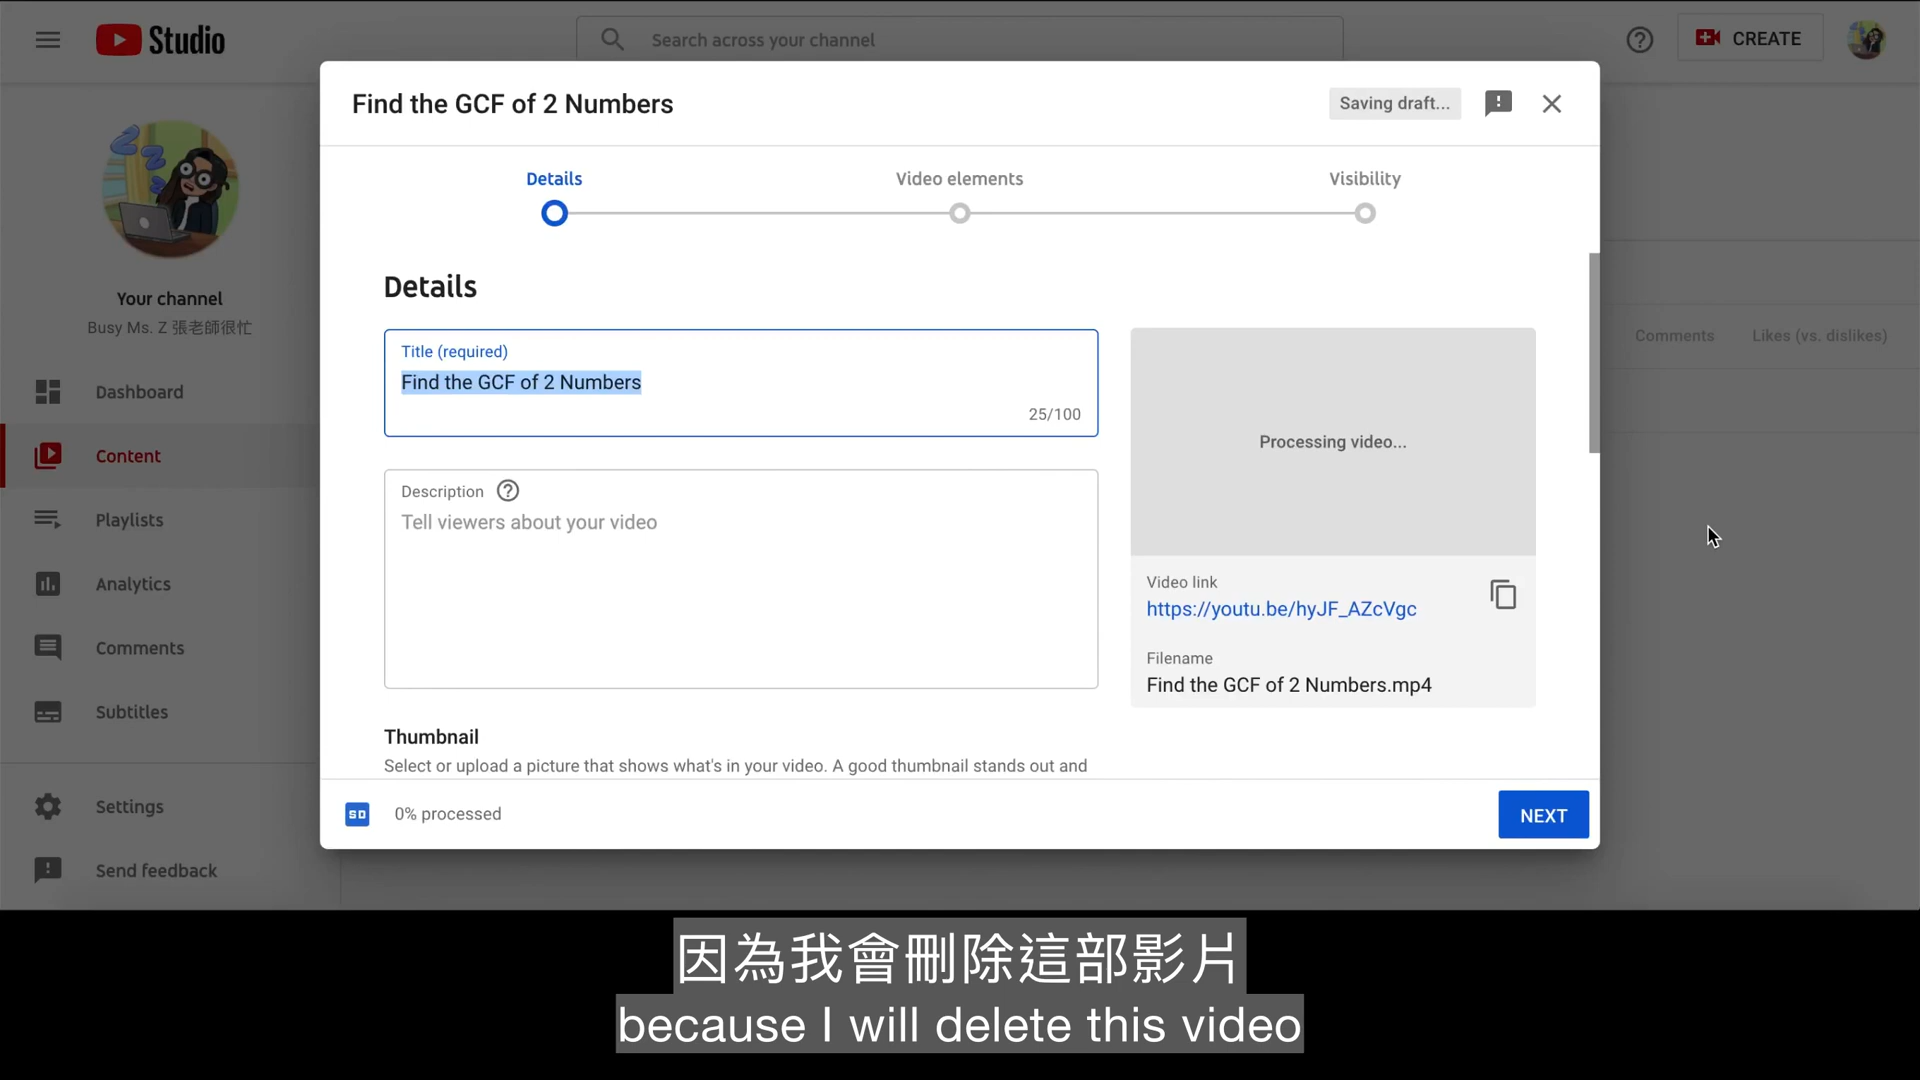 Studio
Search across your channel
CREATE
Find the GCF of 2 Numbers
Saving draft...
Details
Video elements
Visibility
Your channel
Busy Ms. Z 張老師很忙
Dashboard
Content
Playlists
Analytics
Comments
Subtitles
Settings
Send feedback
Details
Title (required)
Find the GCF of 2 Numbers
25/100
Description
Tell viewers about your video
Processing video...
Video link
https://youtu.be/hyJF_AZcVgc
Filename
Find the GCF of 2 Numbers.mp4
Thumbnail
Select or upload a picture that shows what's in your video. A good thumbnail stands out and
Comments
Likes (vs. dislikes)
SD
0% processed
NEXT
因為我會刪除這部影片
because I will delete this video